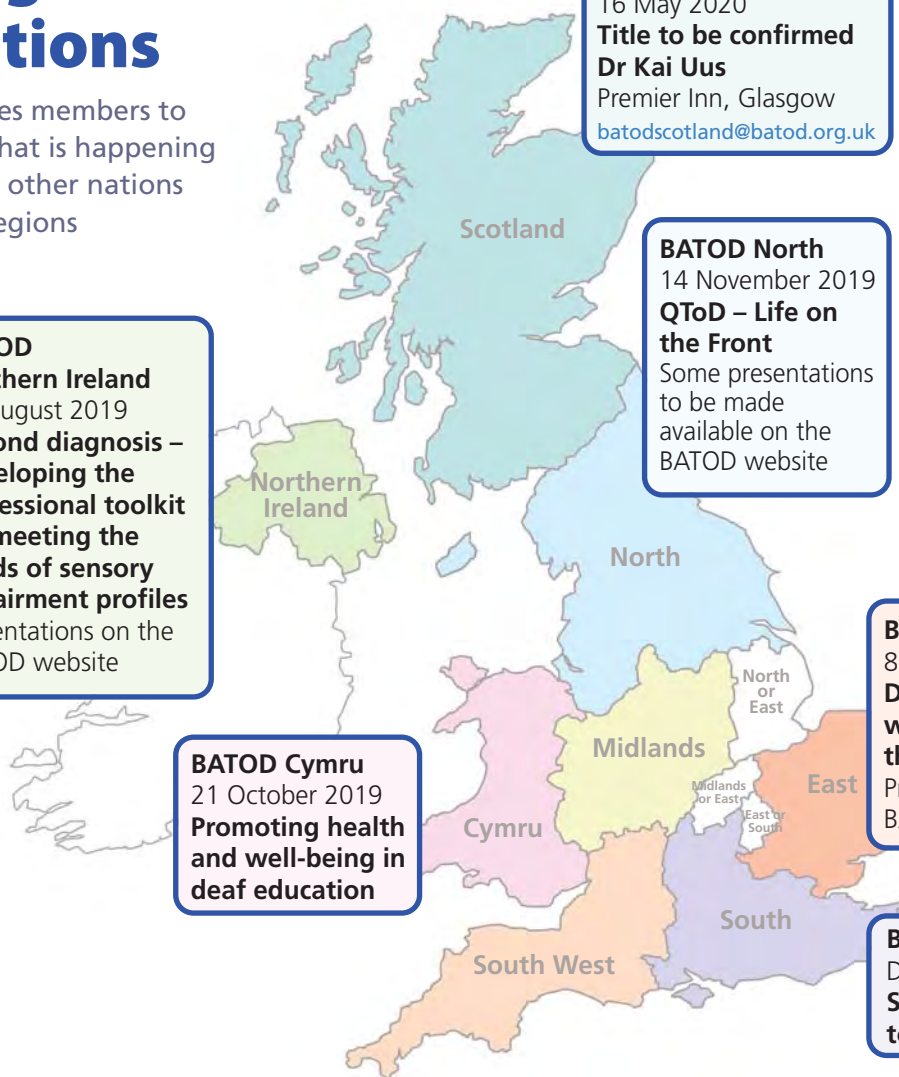 tions
es members to
hat is happening
other nations
egions
16 May 2020
Title to be confirmed
Dr Kai Uus
Premier Inn, Glasgow
batodscotland@batod.org.uk
Scotland
BATOD North
14 November 2019
QToD – Life on
the Front
Some presentations
to be made
available on the
BATOD website
OD
thern Ireland
ugust 2019
ond diagnosis –
eloping the
essional toolkit
meeting the
ds of sensory
airment profiles
entations on the
OD website
Northern
Ireland
North
North
or
East
Midlands
Midlands
or East
East or
South
East
BATOD Cymru
21 October 2019
Promoting health
and well-being in
deaf education
Cymru
South
South West
B
8
D
w
th
Pr
BA
B
D
S
to